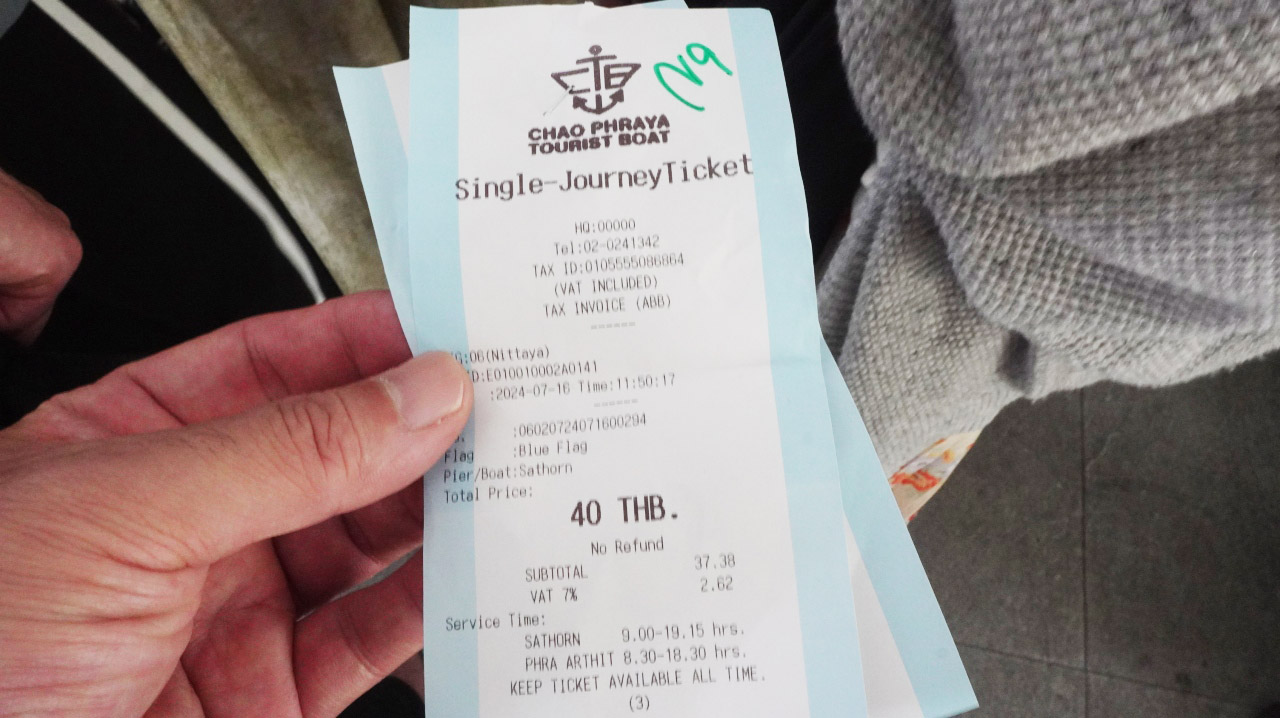 CTB
N9
CHAO PHRAYA
TOURIST BOAT
Single-JourneyTicket
HQ:00000
Tel:02-0241342
TAX ID:0105555086864
(VAT INCLUDED)
TAX INVOICE (ABB)
------
G:06(Nittaya)
ID:E010010002A0141
:2024-07-16 Time:11:50:17
------
:06020724071600294
Flag :Blue Flag
Pier/Boat:Sathorn
Total Price:
40 THB.
No Refund
SUBTOTAL 37.38
VAT 7% 2.62
Service Time:
SATHORN 9.00-19.15 hrs.
PHRA ARTHIT 8.30-18.30 hrs.
KEEP TICKET AVAILABLE ALL TIME.
(3)